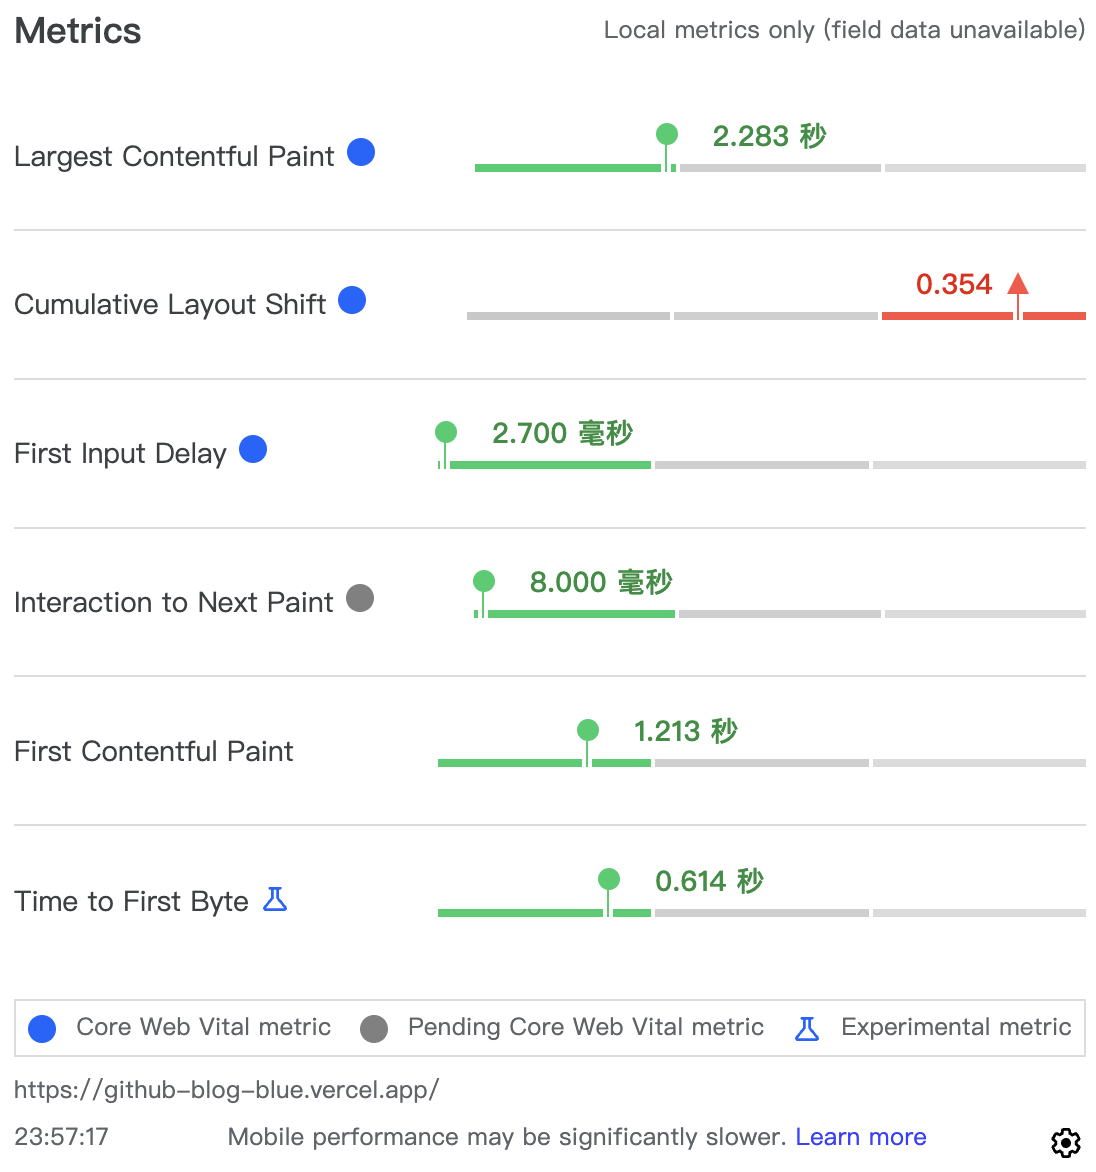 Metrics
Local metrics only (field data unavailable)
Largest Contentful Paint
2.283 秒
Cumulative Layout Shift
0.354
First Input Delay
2.700 毫秒
Interaction to Next Paint
8.000 毫秒
First Contentful Paint
1.213 秒
Time to First Byte
0.614 秒
Core Web Vital metric
Pending Core Web Vital metric
Experimental metric
https://github-blog-blue.vercel.app/
23:57:17
Mobile performance may be significantly slower. Learn more